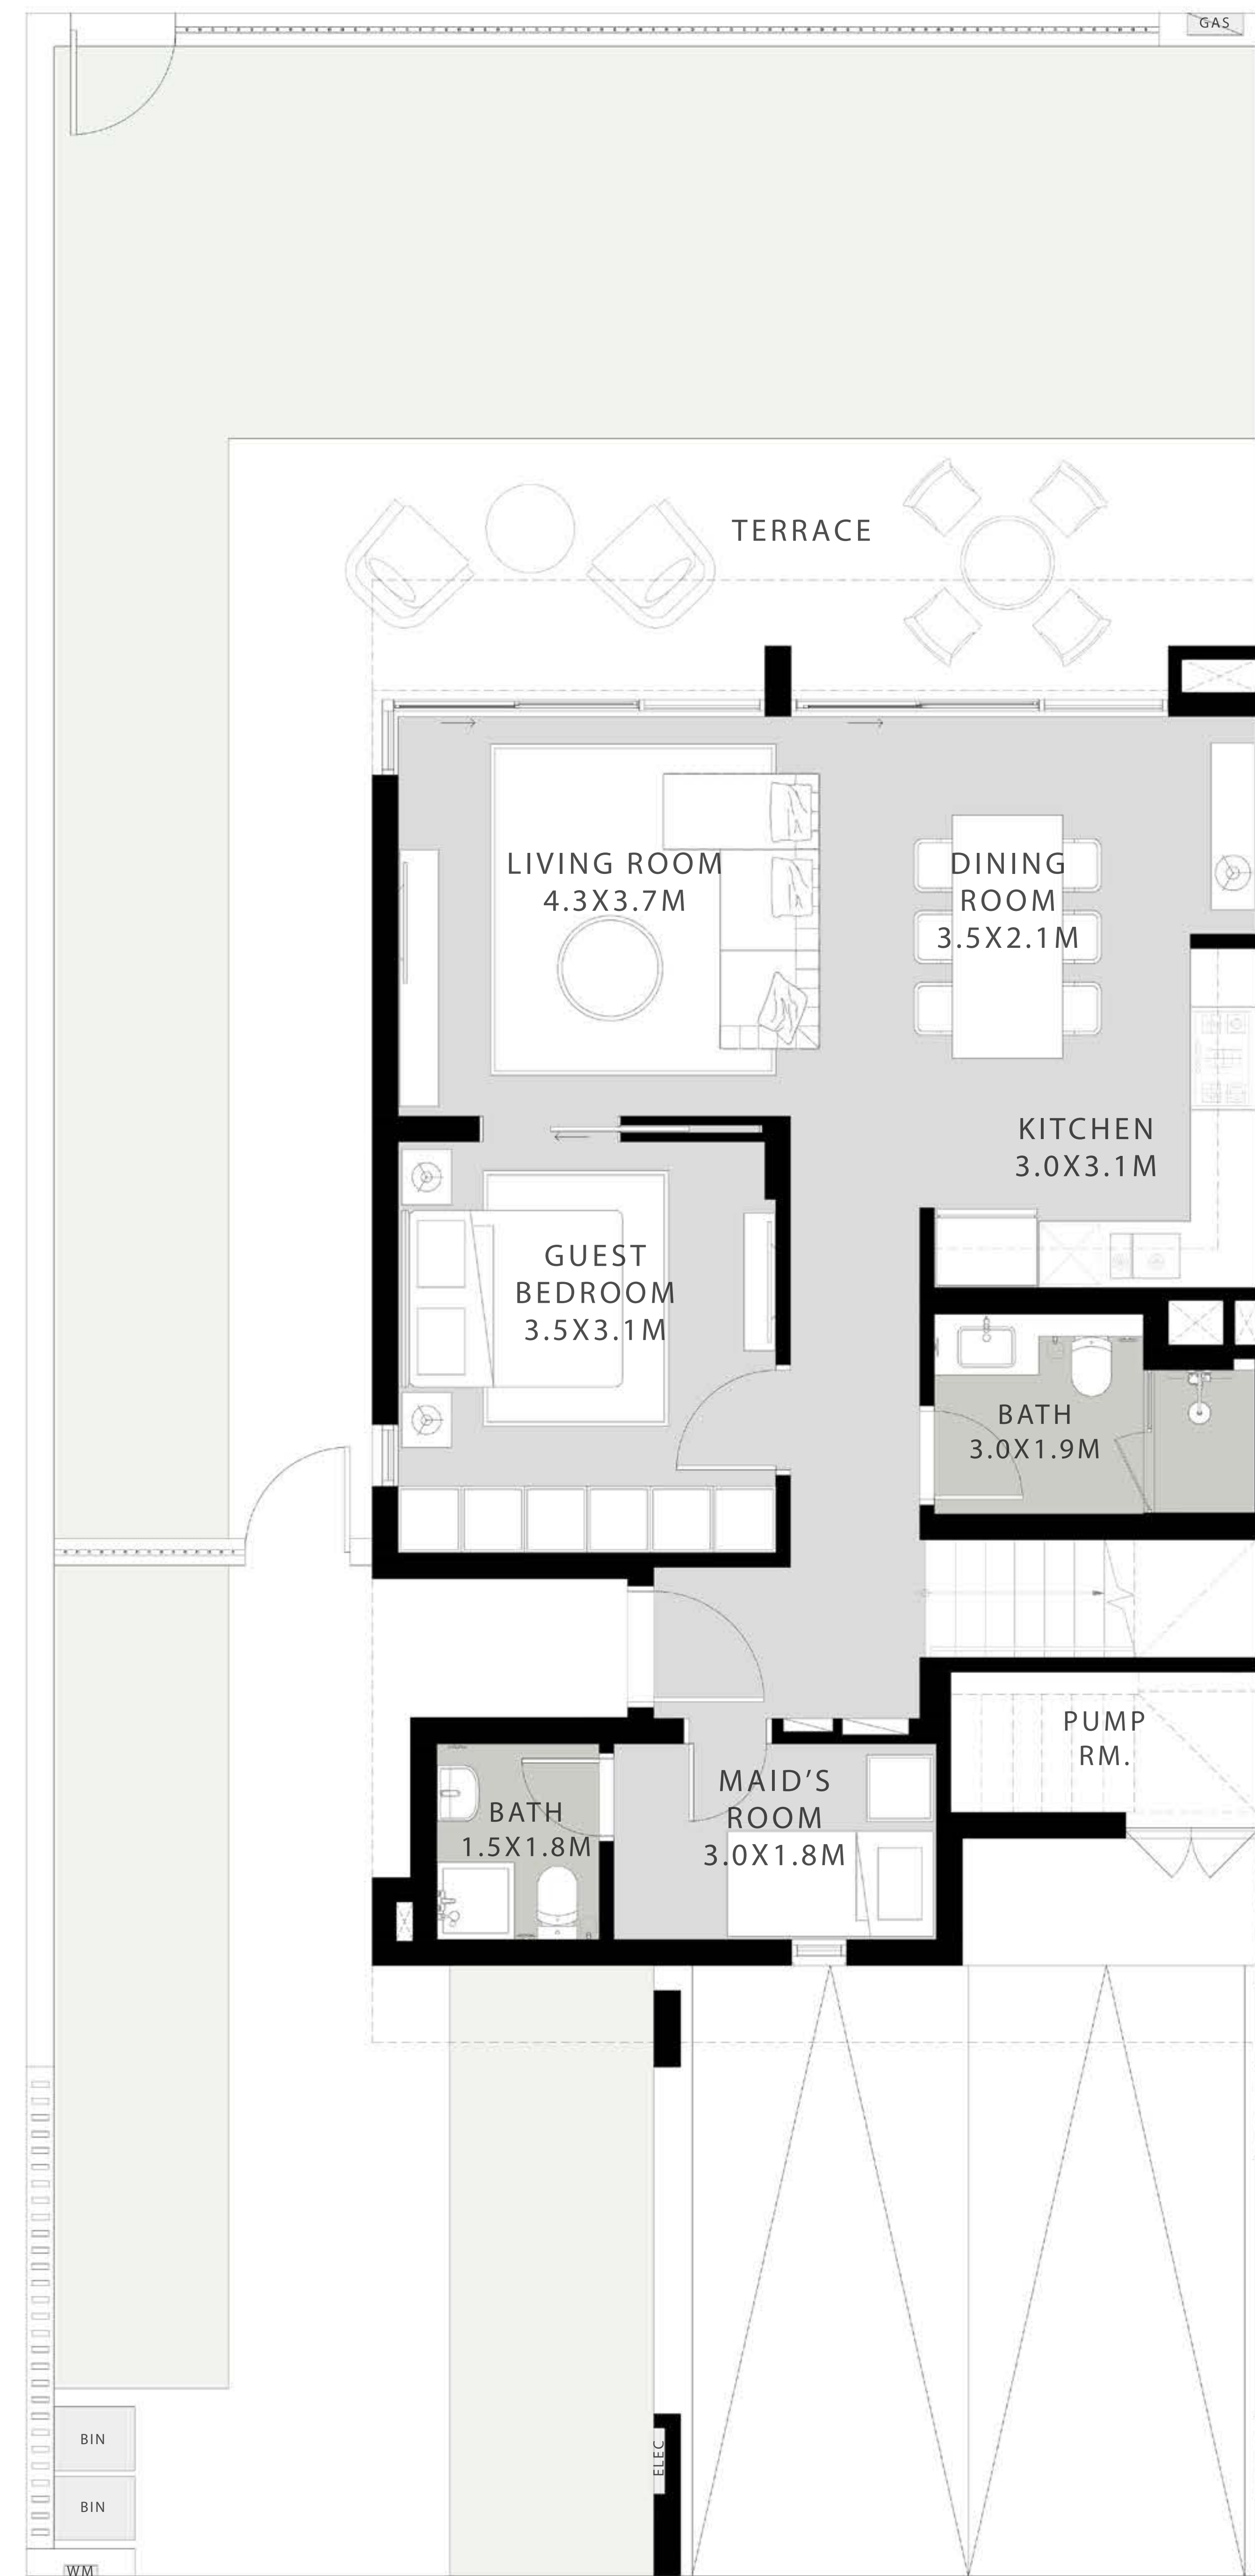 GAS
TERRACE
LIVING ROOM
4.3X3.7M
DINING
ROOM
3.5X2.1M
KITCHEN
3.0X3.1M
GUEST
BEDROOM
3.5X3.1M
BATH
3.0X1.9M
PUMP
RM.
MAID’S
ROOM
3.0X1.8M
BATH
1.5X1.8M
BIN
ELEC
BIN
WM